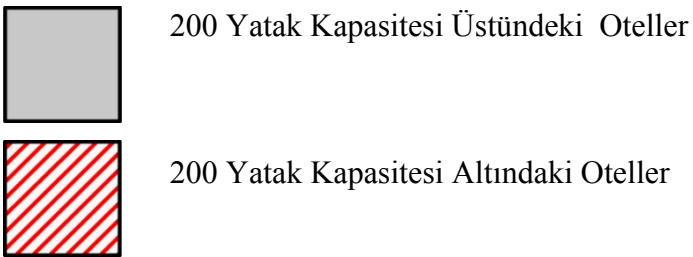 200 Yatak Kapasitesi Üstündeki Oteller
200 Yatak Kapasitesi Altındaki Oteller